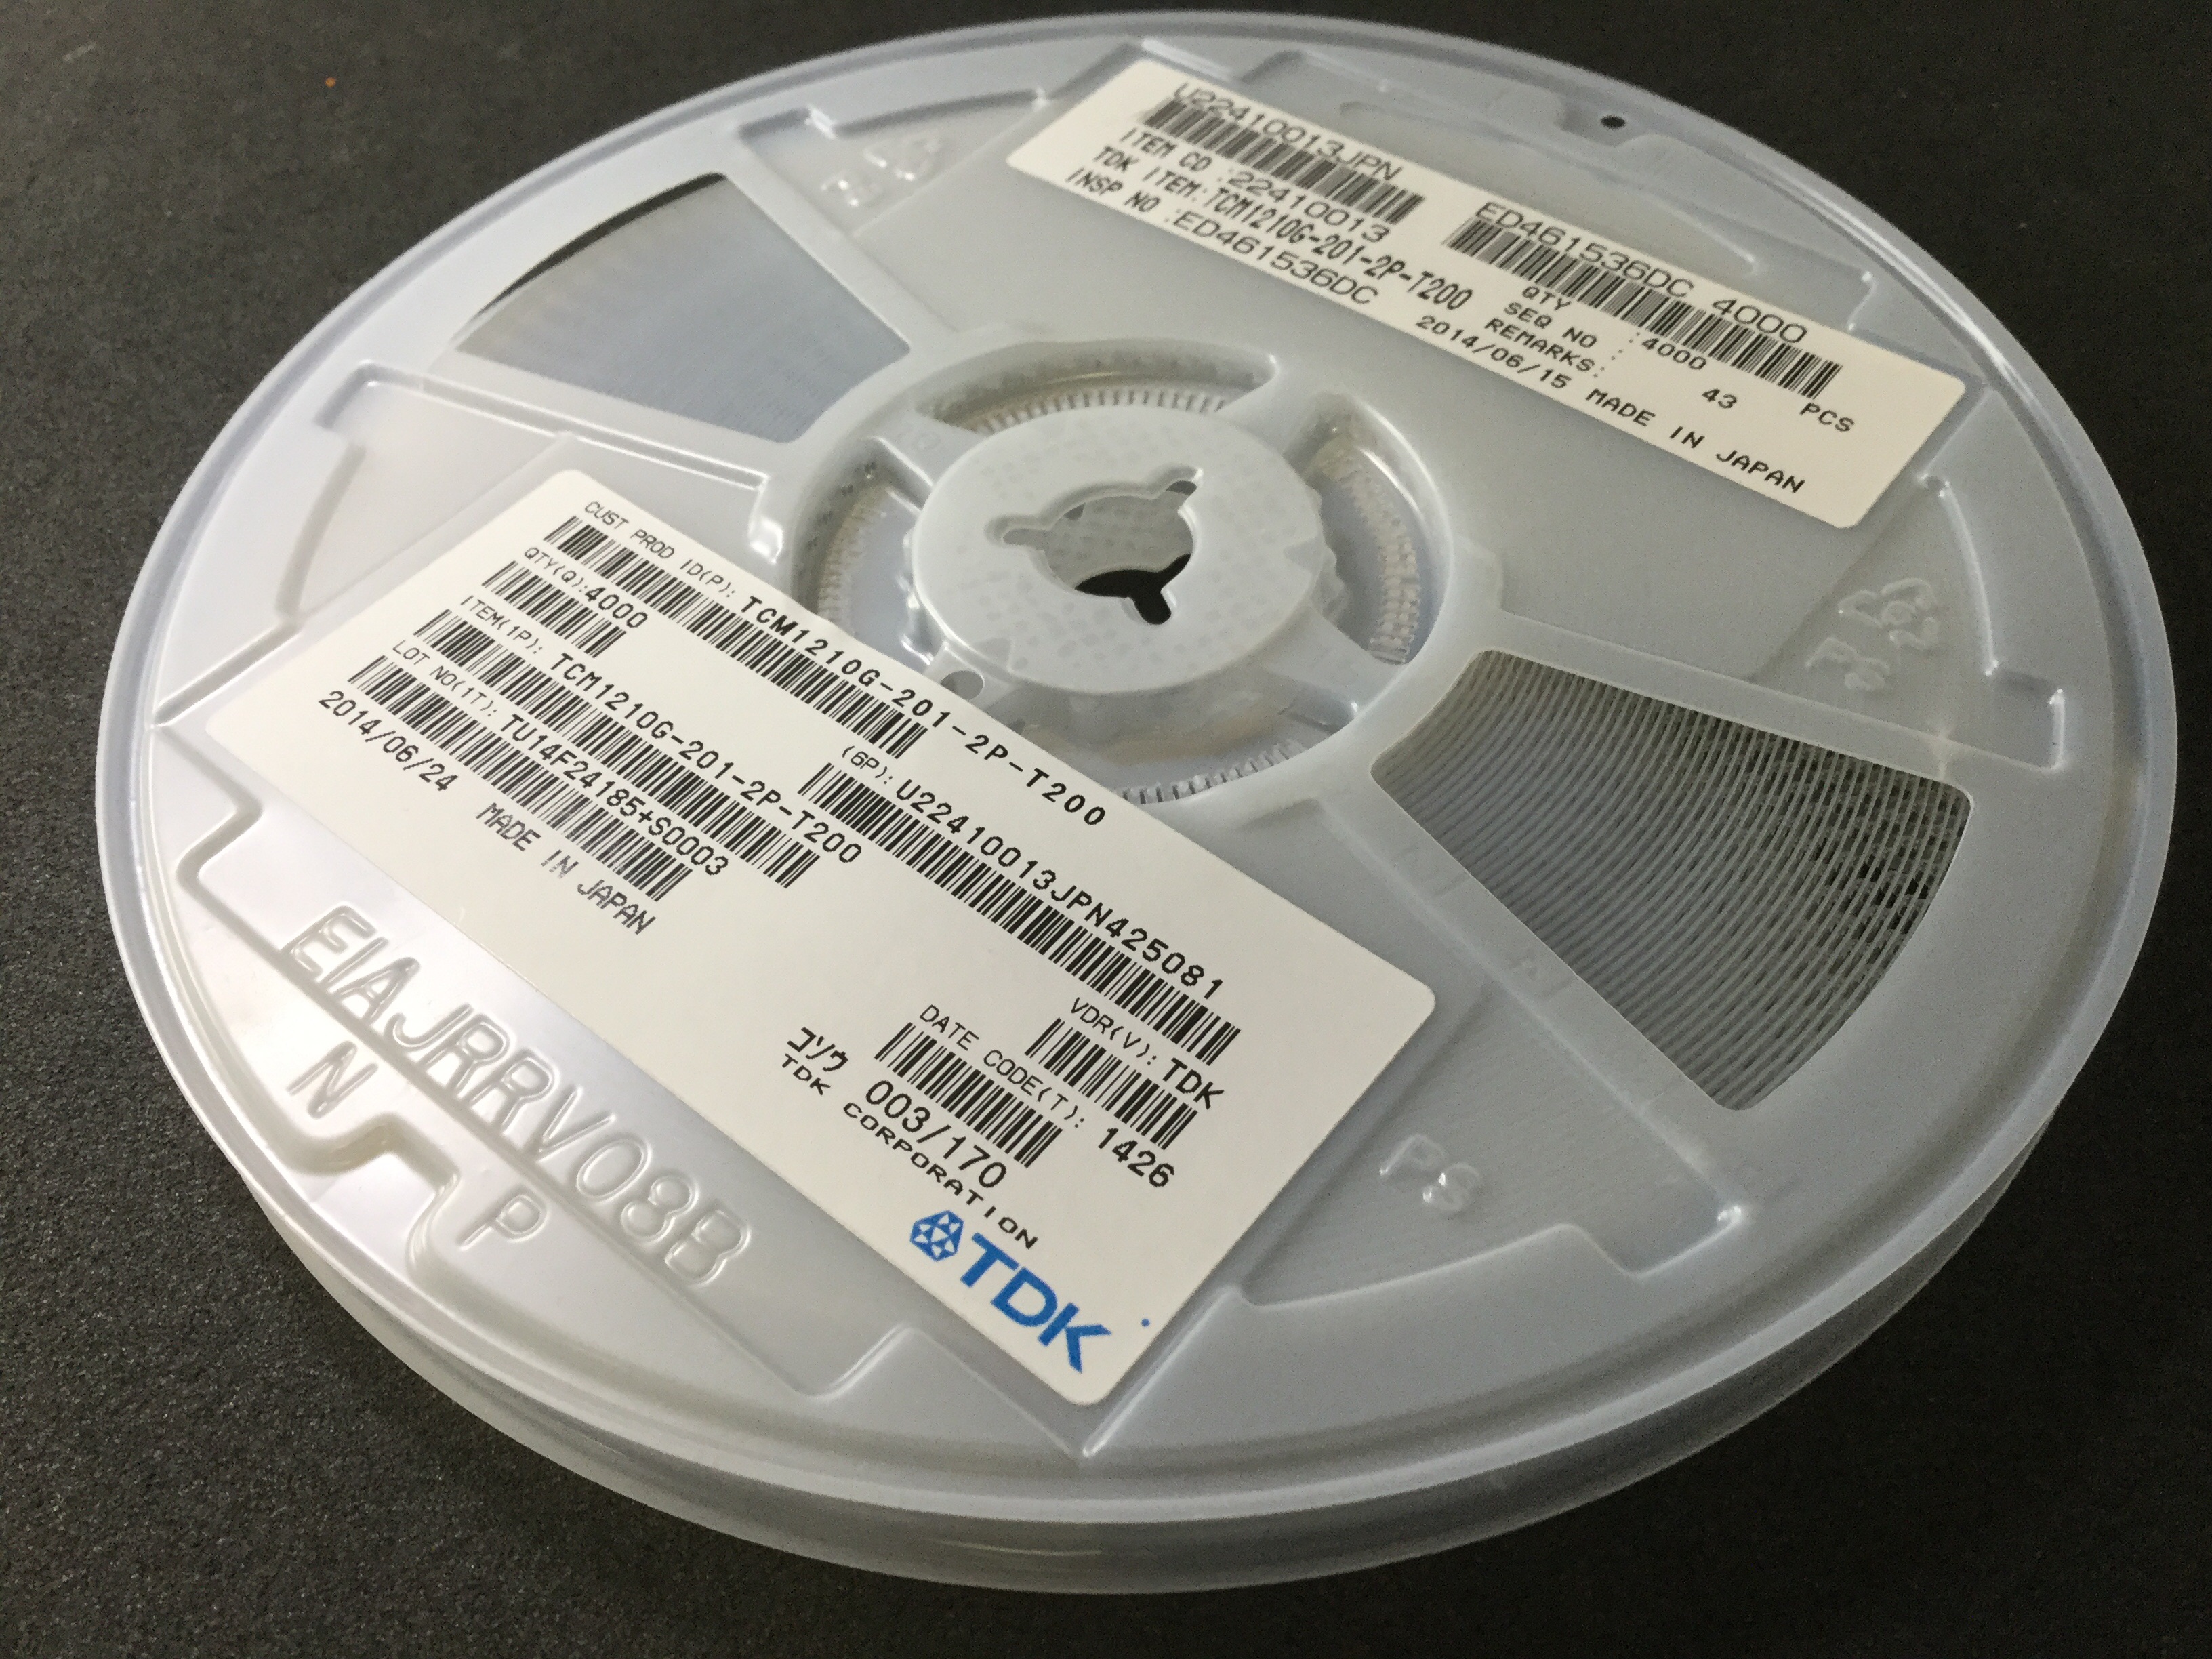 U22410013JPN
ED461536DC 4000
ITEM CD :22410013
QTY :4000 PCS
TDK ITEM:TCM1210G-201-2P-T200
SEQ NO : 43
INSP NO :ED461536DC
REMARKS:
2014/06/15 MADE IN JAPAN
CUST PROD ID(P): TCM1210G-201-2P-T200
QTY(Q):4000
(6P): U22410013JPN425081
ITEM(1P): TCM1210G-201-2P-T200
VDR(V): TDK
LOT NO(1T): TU14F24185+S0003
DATE CODE(T): 1426
2014/06/24 MADE IN JAPAN
コソウ 003/170
TDK CORPORATION
TDK
EIAJRRV08B
N
P
PS